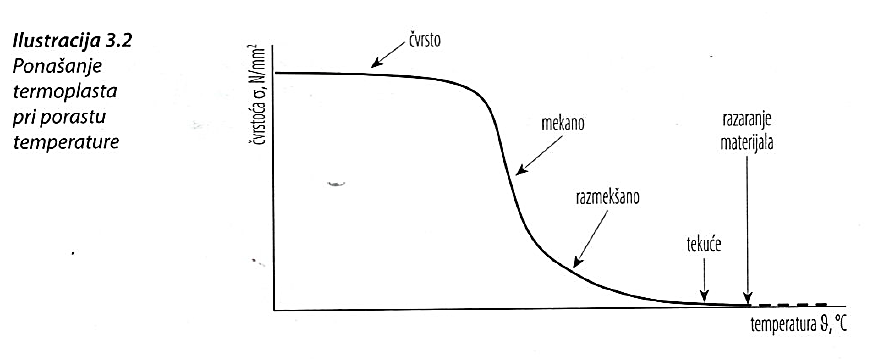 Ilustracija 3.2
Ponašanje
termoplasta
pri porastu
temperature
čvrstoća σ, N/mm²
čvrsto
mekano
razmekšano
tekuće
razaranje
materijala
temperatura ϑ, °C